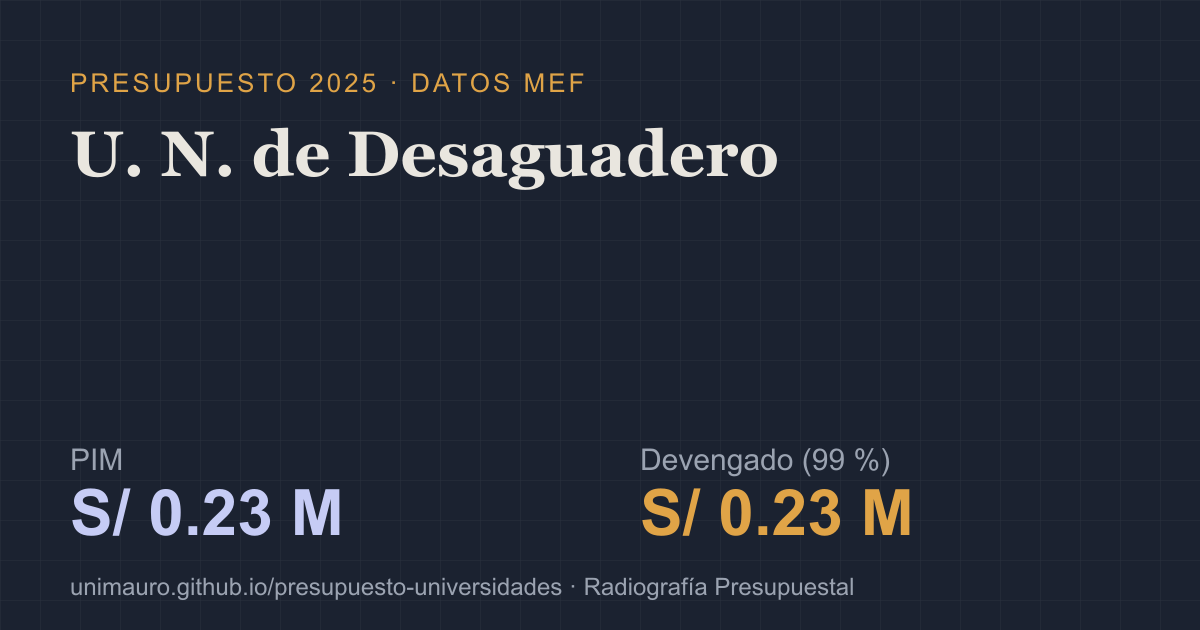 PRESUPUESTO 2025 · DATOS MEF
U. N. de Desaguadero
PIM
S/ 0.23 M
Devengado (99 %)
S/ 0.23 M
unimauro.github.io/presupuesto-universidades · Radiografía Presupuestal